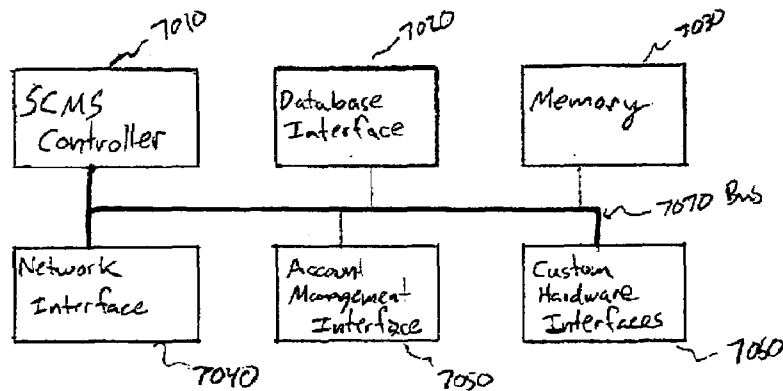 7010
7020
7030
SCMS
Controller
Database
Interface
Memory
7070 Bus
Network
Interface
Account
Management
Interface
Custom
Hardware
Interfaces
7040
7050
7060